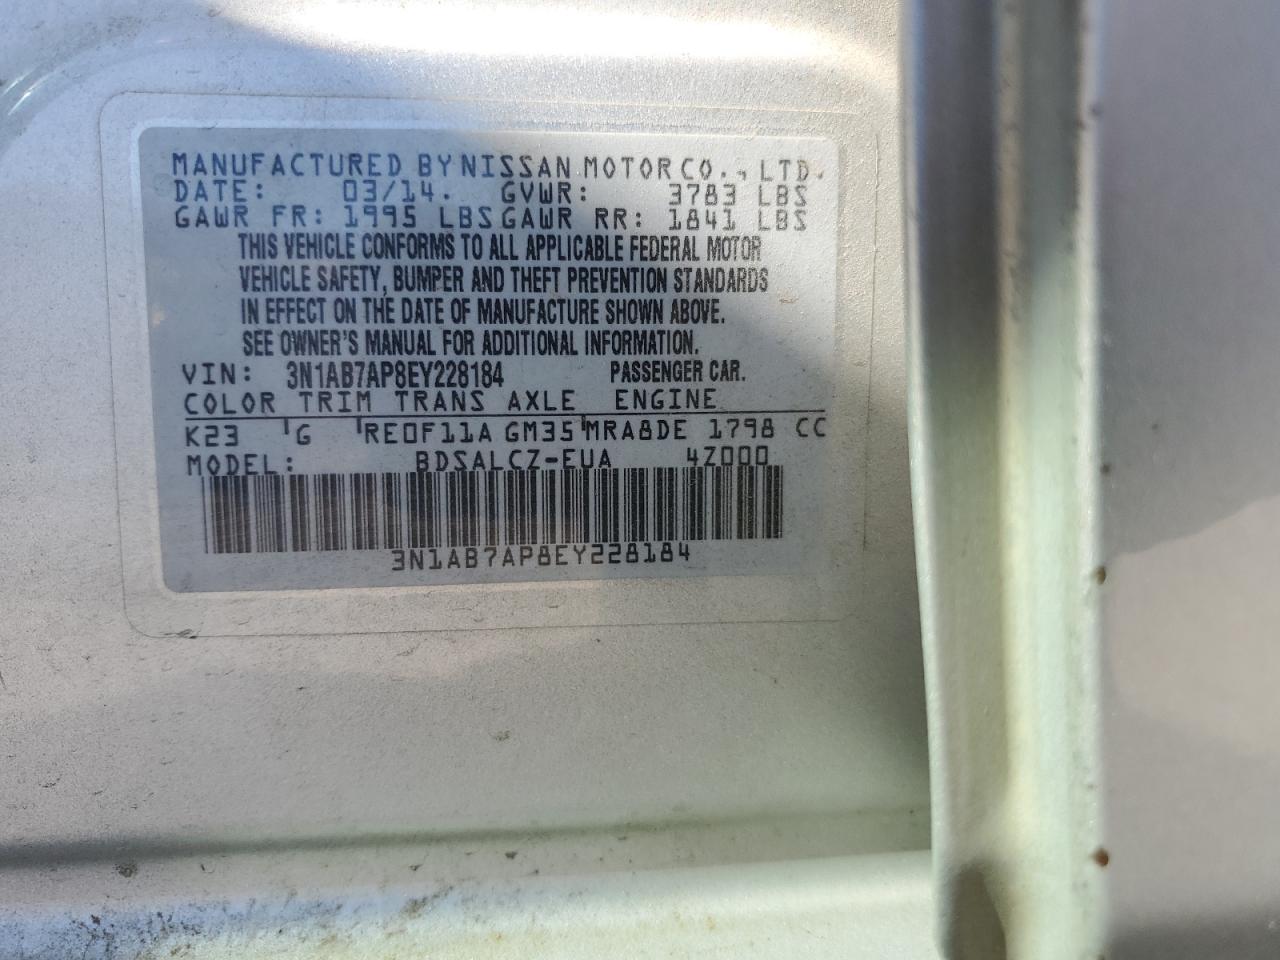 MANUFACTURED BY NISSAN MOTOR CO., LTD.
DATE: 03/14. GVWR: 3783 LBS
GAWR FR: 1995 LBS GAWR RR: 1841 LBS
THIS VEHICLE CONFORMS TO ALL APPLICABLE FEDERAL MOTOR
VEHICLE SAFETY, BUMPER AND THEFT PREVENTION STANDARDS
IN EFFECT ON THE DATE OF MANUFACTURE SHOWN ABOVE.
SEE OWNER'S MANUAL FOR ADDITIONAL INFORMATION.
VIN: 3N1AB7AP8EY228184 PASSENGER CAR.
COLOR TRIM TRANS AXLE ENGINE
K23 G RE0F11A GM35 MRA8DE 1798 CC
MODEL: BDSALCZ-EUA 4Z000
3N1AB7AP8EY228184